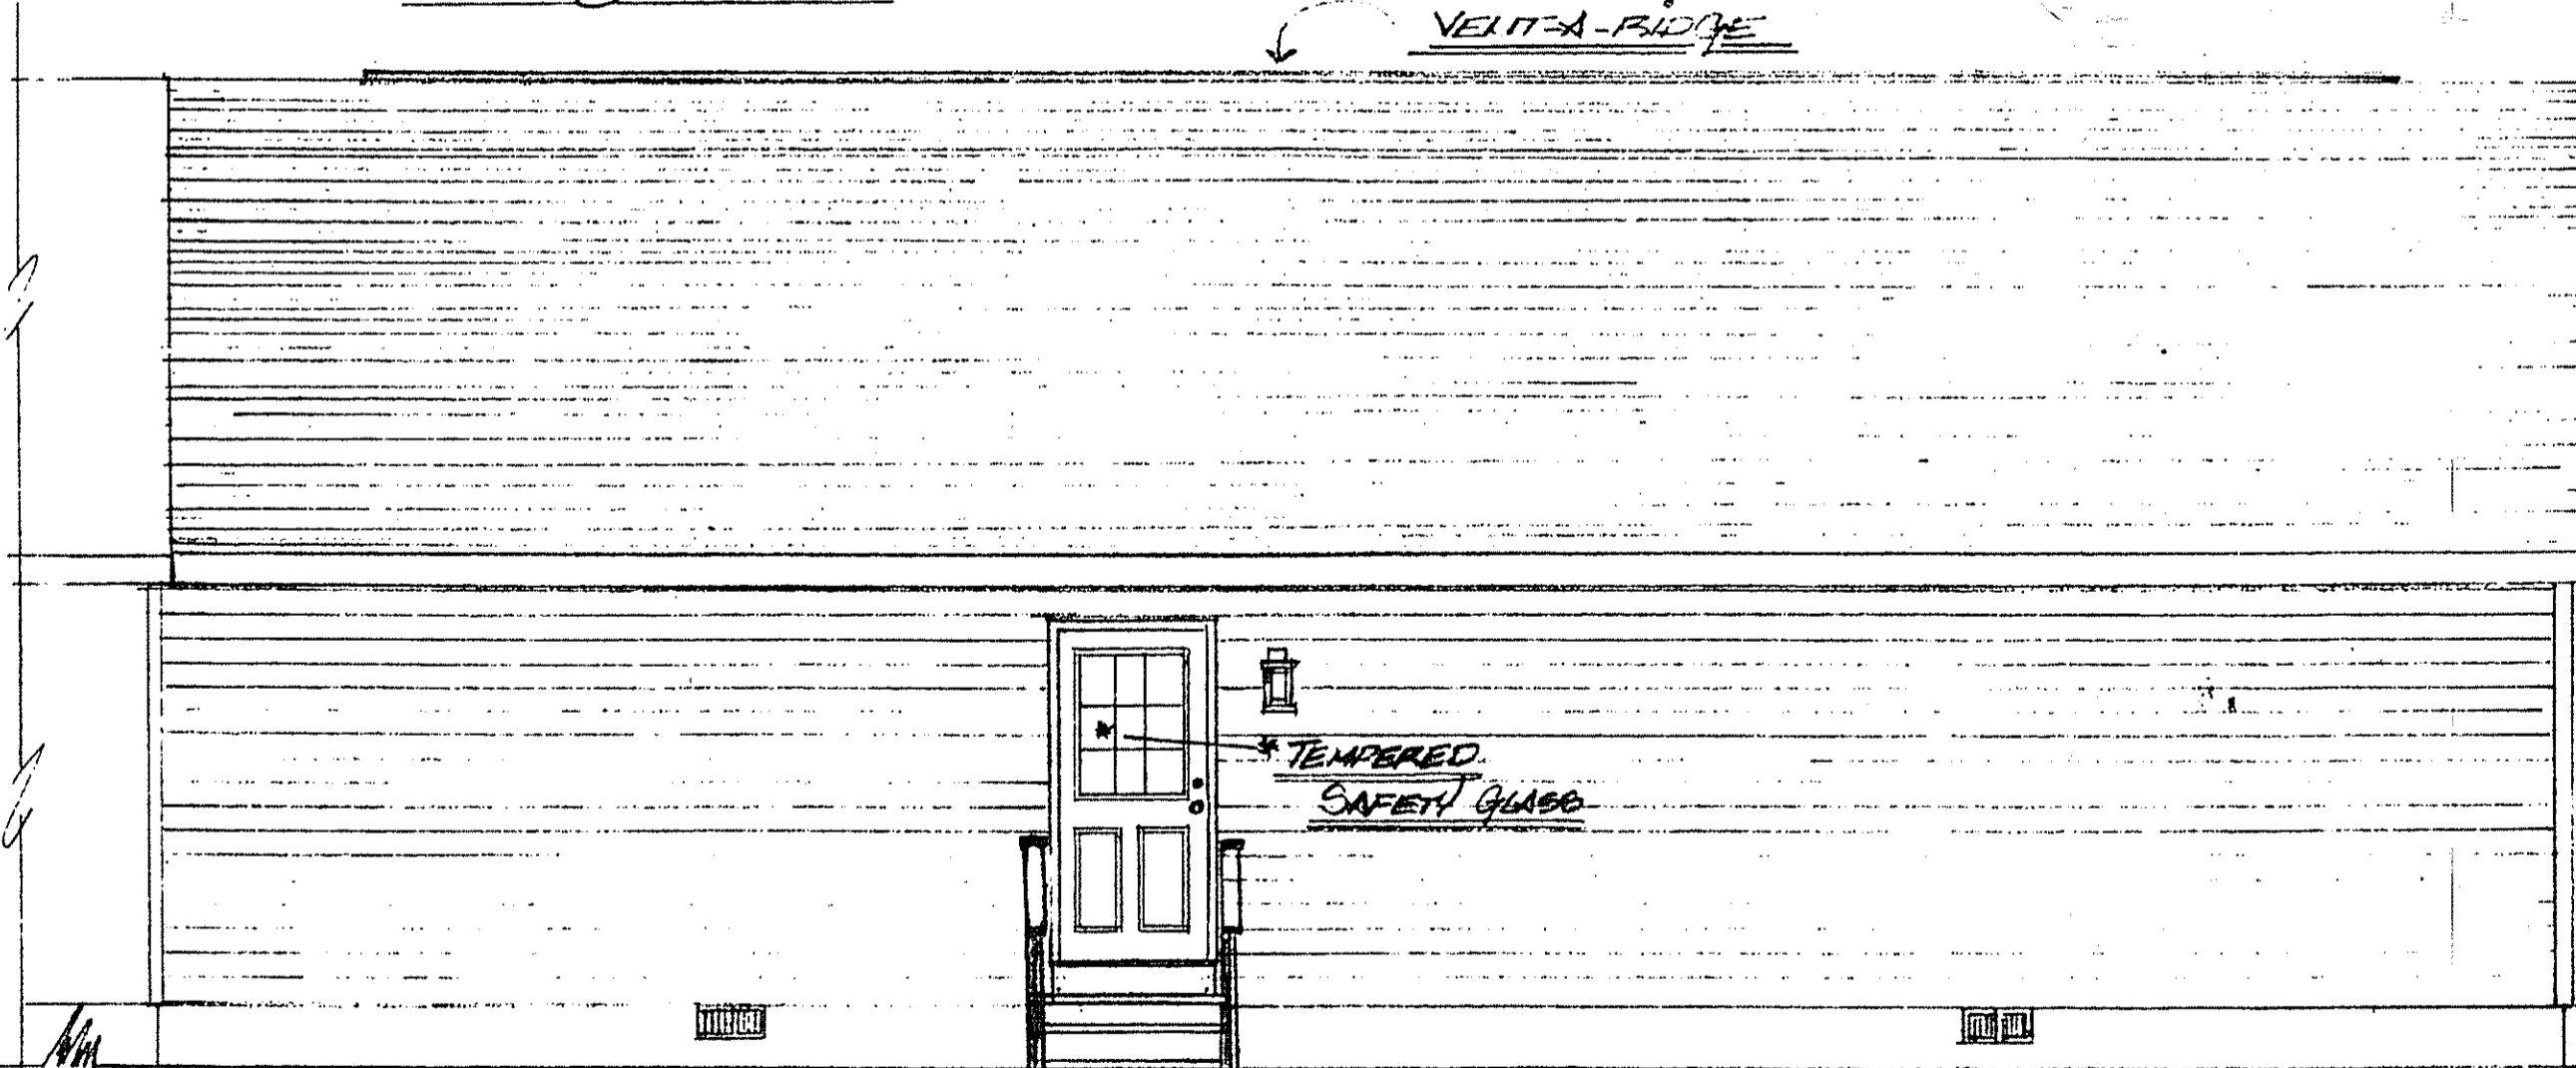 VENT-A-RIDGE
* TEMPERED
SAFETY GLASS
*